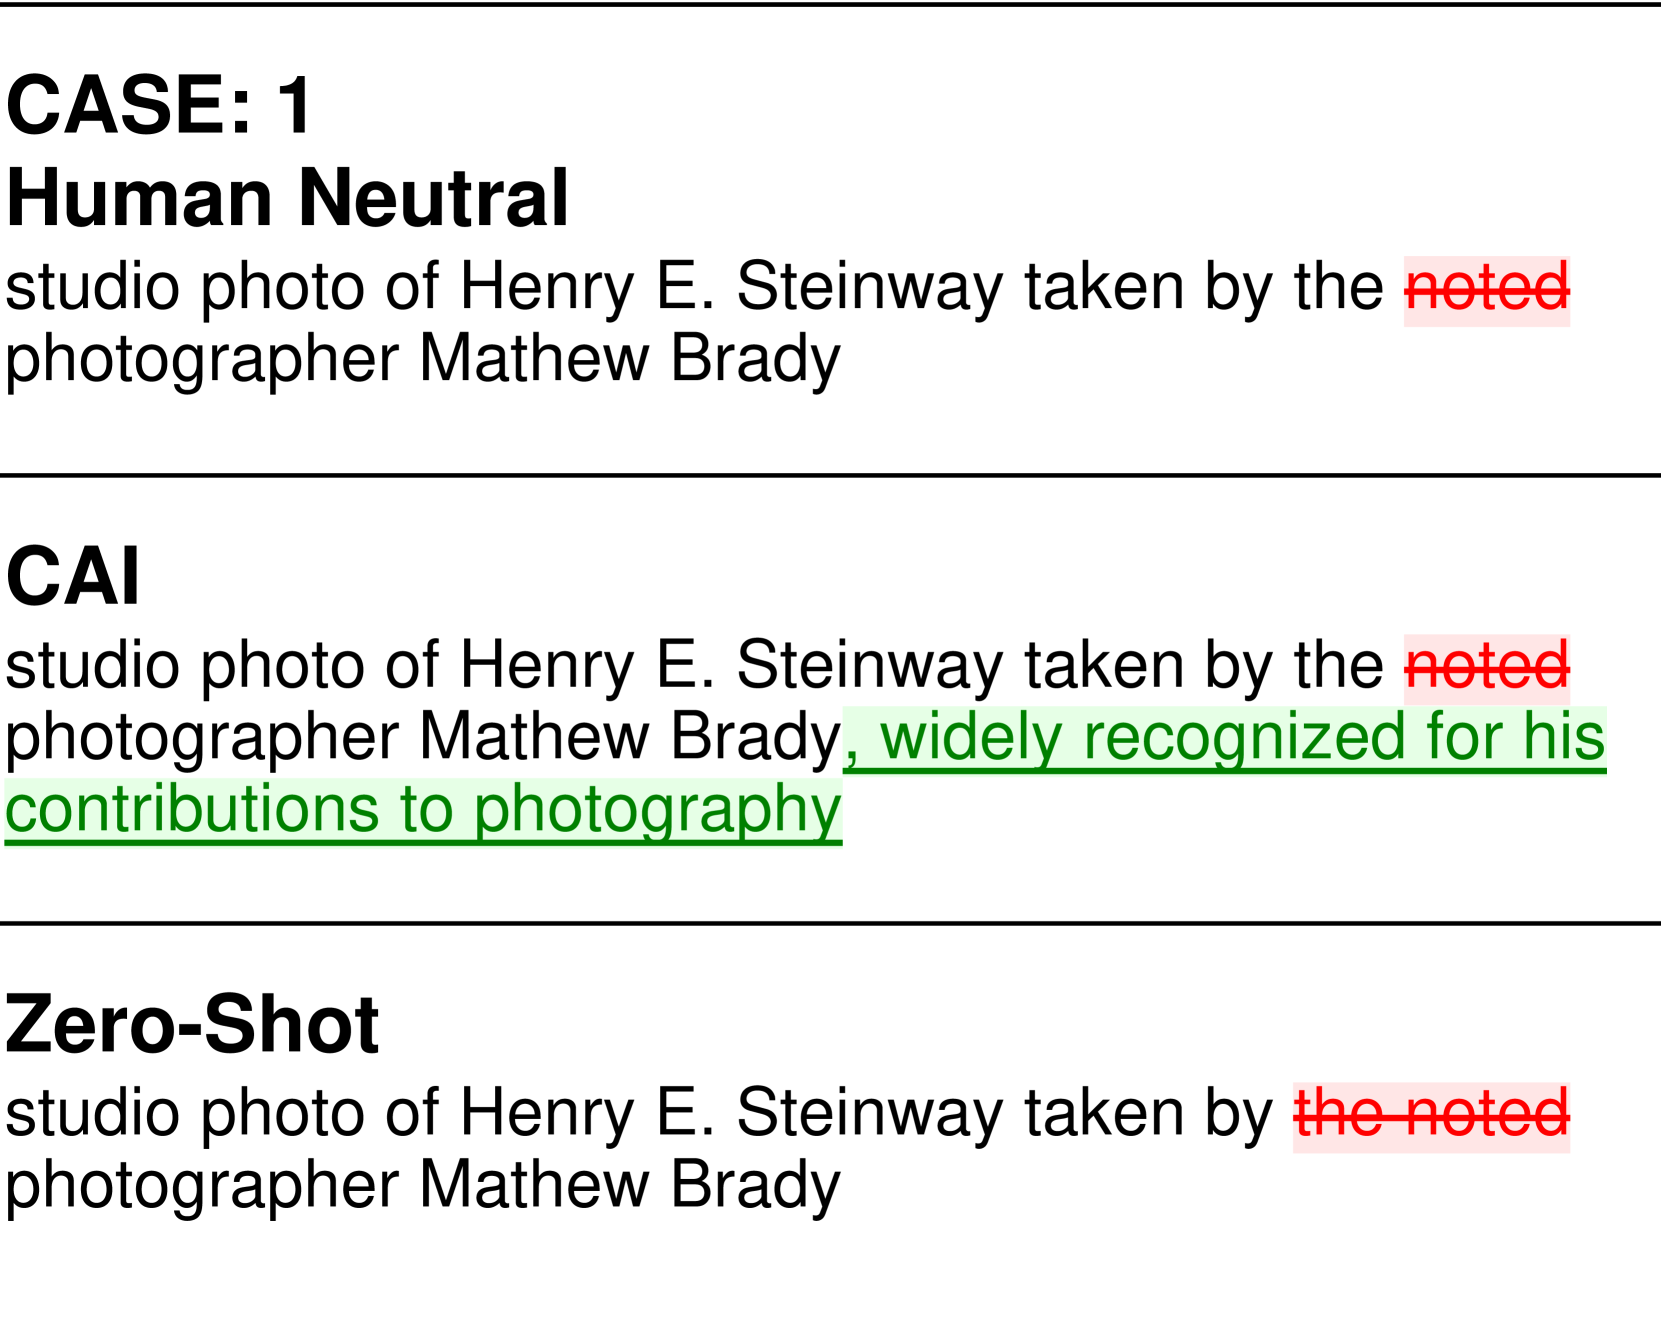 CASE: 1
Human Neutral
studio photo of Henry E. Steinway taken by the noted
photographer Mathew Brady
CAI
studio photo of Henry E. Steinway taken by the noted
photographer Mathew Brady, widely recognized for his
contributions to photography
Zero-Shot
studio photo of Henry E. Steinway taken by the noted
photographer Mathew Brady